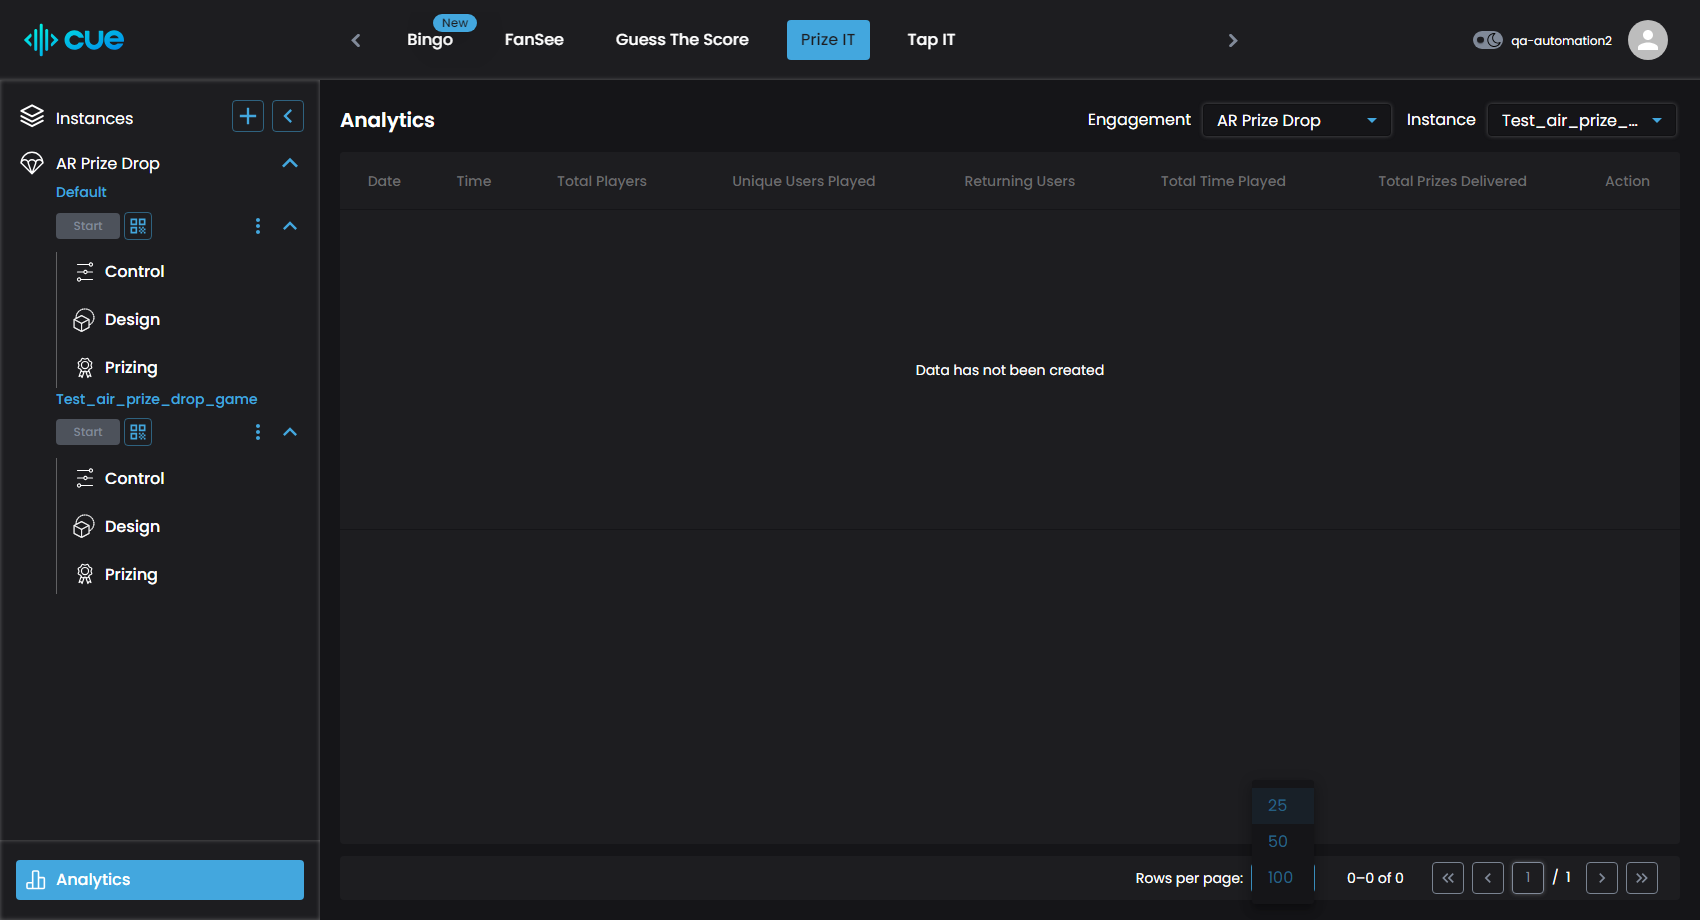 cue
Bingo
New
FanSee
Guess The Score
Prize IT
Tap IT
qa-automation2
Instances
AR Prize Drop
Default
Start
Control
Design
Prizing
Test_air_prize_drop_game
Start
Control
Design
Prizing
Analytics
Analytics
Engagement
AR Prize Drop
Instance
Test_air_prize_...
Date
Time
Total Players
Unique Users Played
Returning Users
Total Time Played
Total Prizes Delivered
Action
Data has not been created
25
50
100
Rows per page:
0–0 of 0
1
/ 1